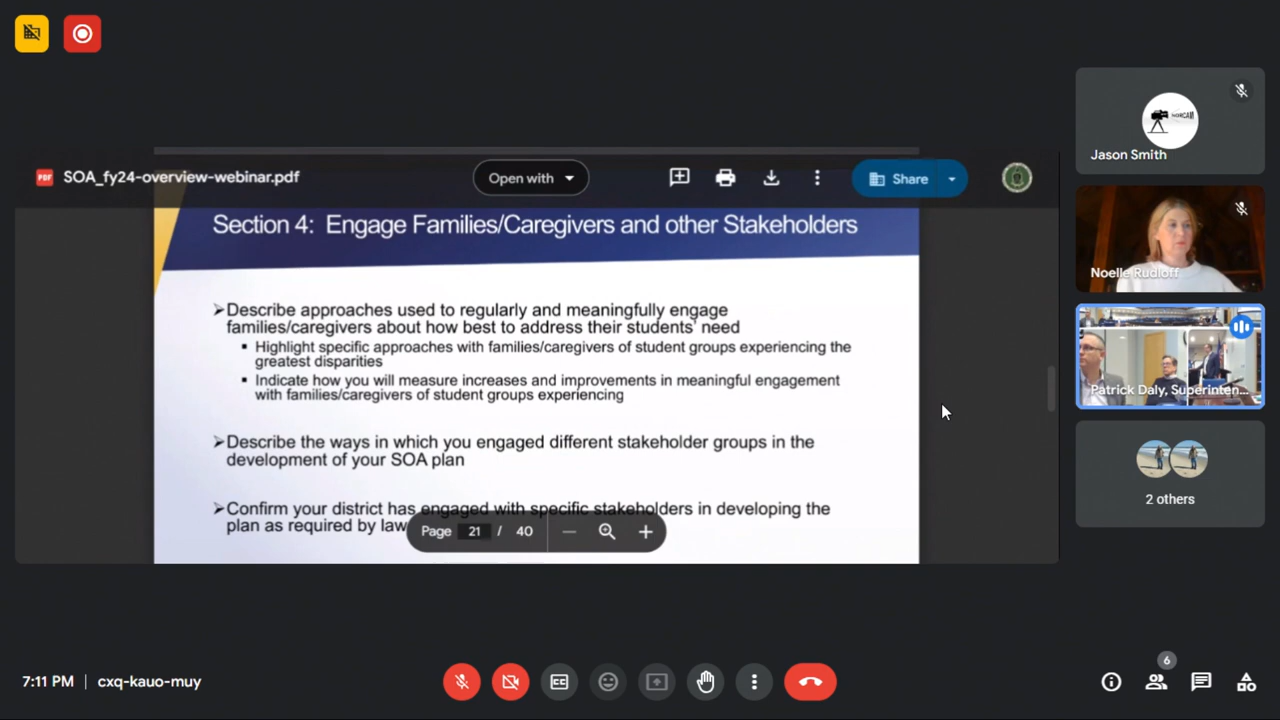 PDF SOA_fy24-overview-webinar.pdf
Open with
Share
Section 4: Engage Families/Caregivers and other Stakeholders
Describe approaches used to regularly and meaningfully engage
families/caregivers about how best to address their students' need
Highlight specific approaches with families/caregivers of student groups experiencing the
greatest disparities
Indicate how you will measure increases and improvements in meaningful engagement
with families/caregivers of student groups experiencing
Describe the ways in which you engaged different stakeholder groups in the
development of your SOA plan
Confirm your district has engaged with specific stakeholders in developing the
plan as required by law
Page 21 / 40
Jason Smith
Noelle Rudloff
Patrick Daly, Superinten...
2 others
7:11 PM | cxq-kauo-muy
CC
6